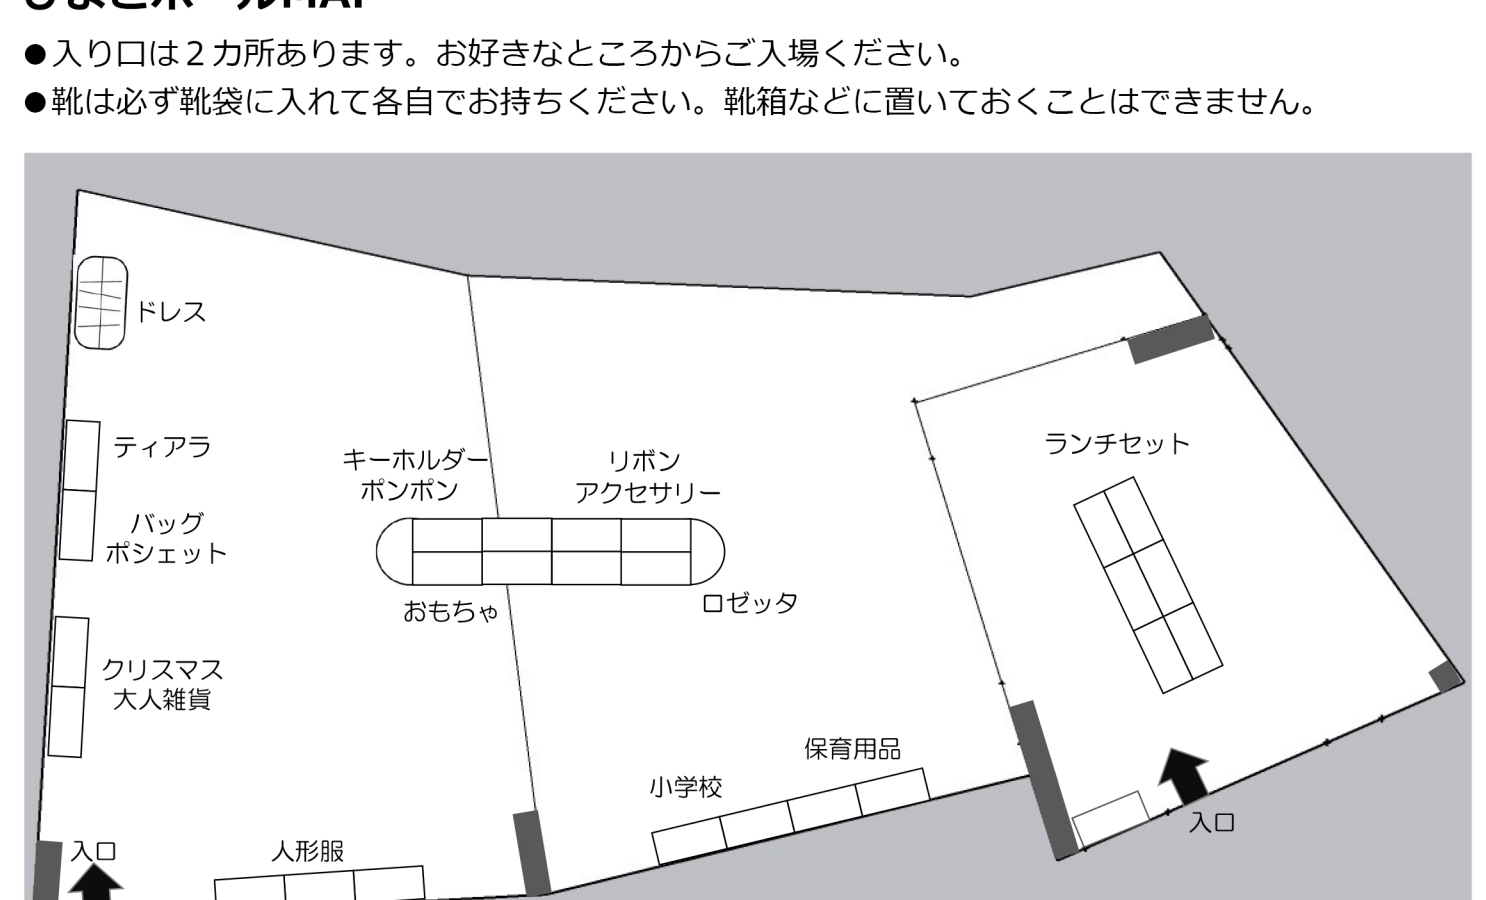 ●入り口は２カ所あります。お好きなところからご入場ください。
●靴は必ず靴袋に入れて各自でお持ちください。靴箱などに置いておくことはできません。
ドレス
ティアラ
バッグ
ポシェット
クリスマス
大人雑貨
キーホルダー
ポンポン
リボン
アクセサリー
おもちゃ
ロゼッタ
ランチセット
保育用品
小学校
人形服
入口
入口